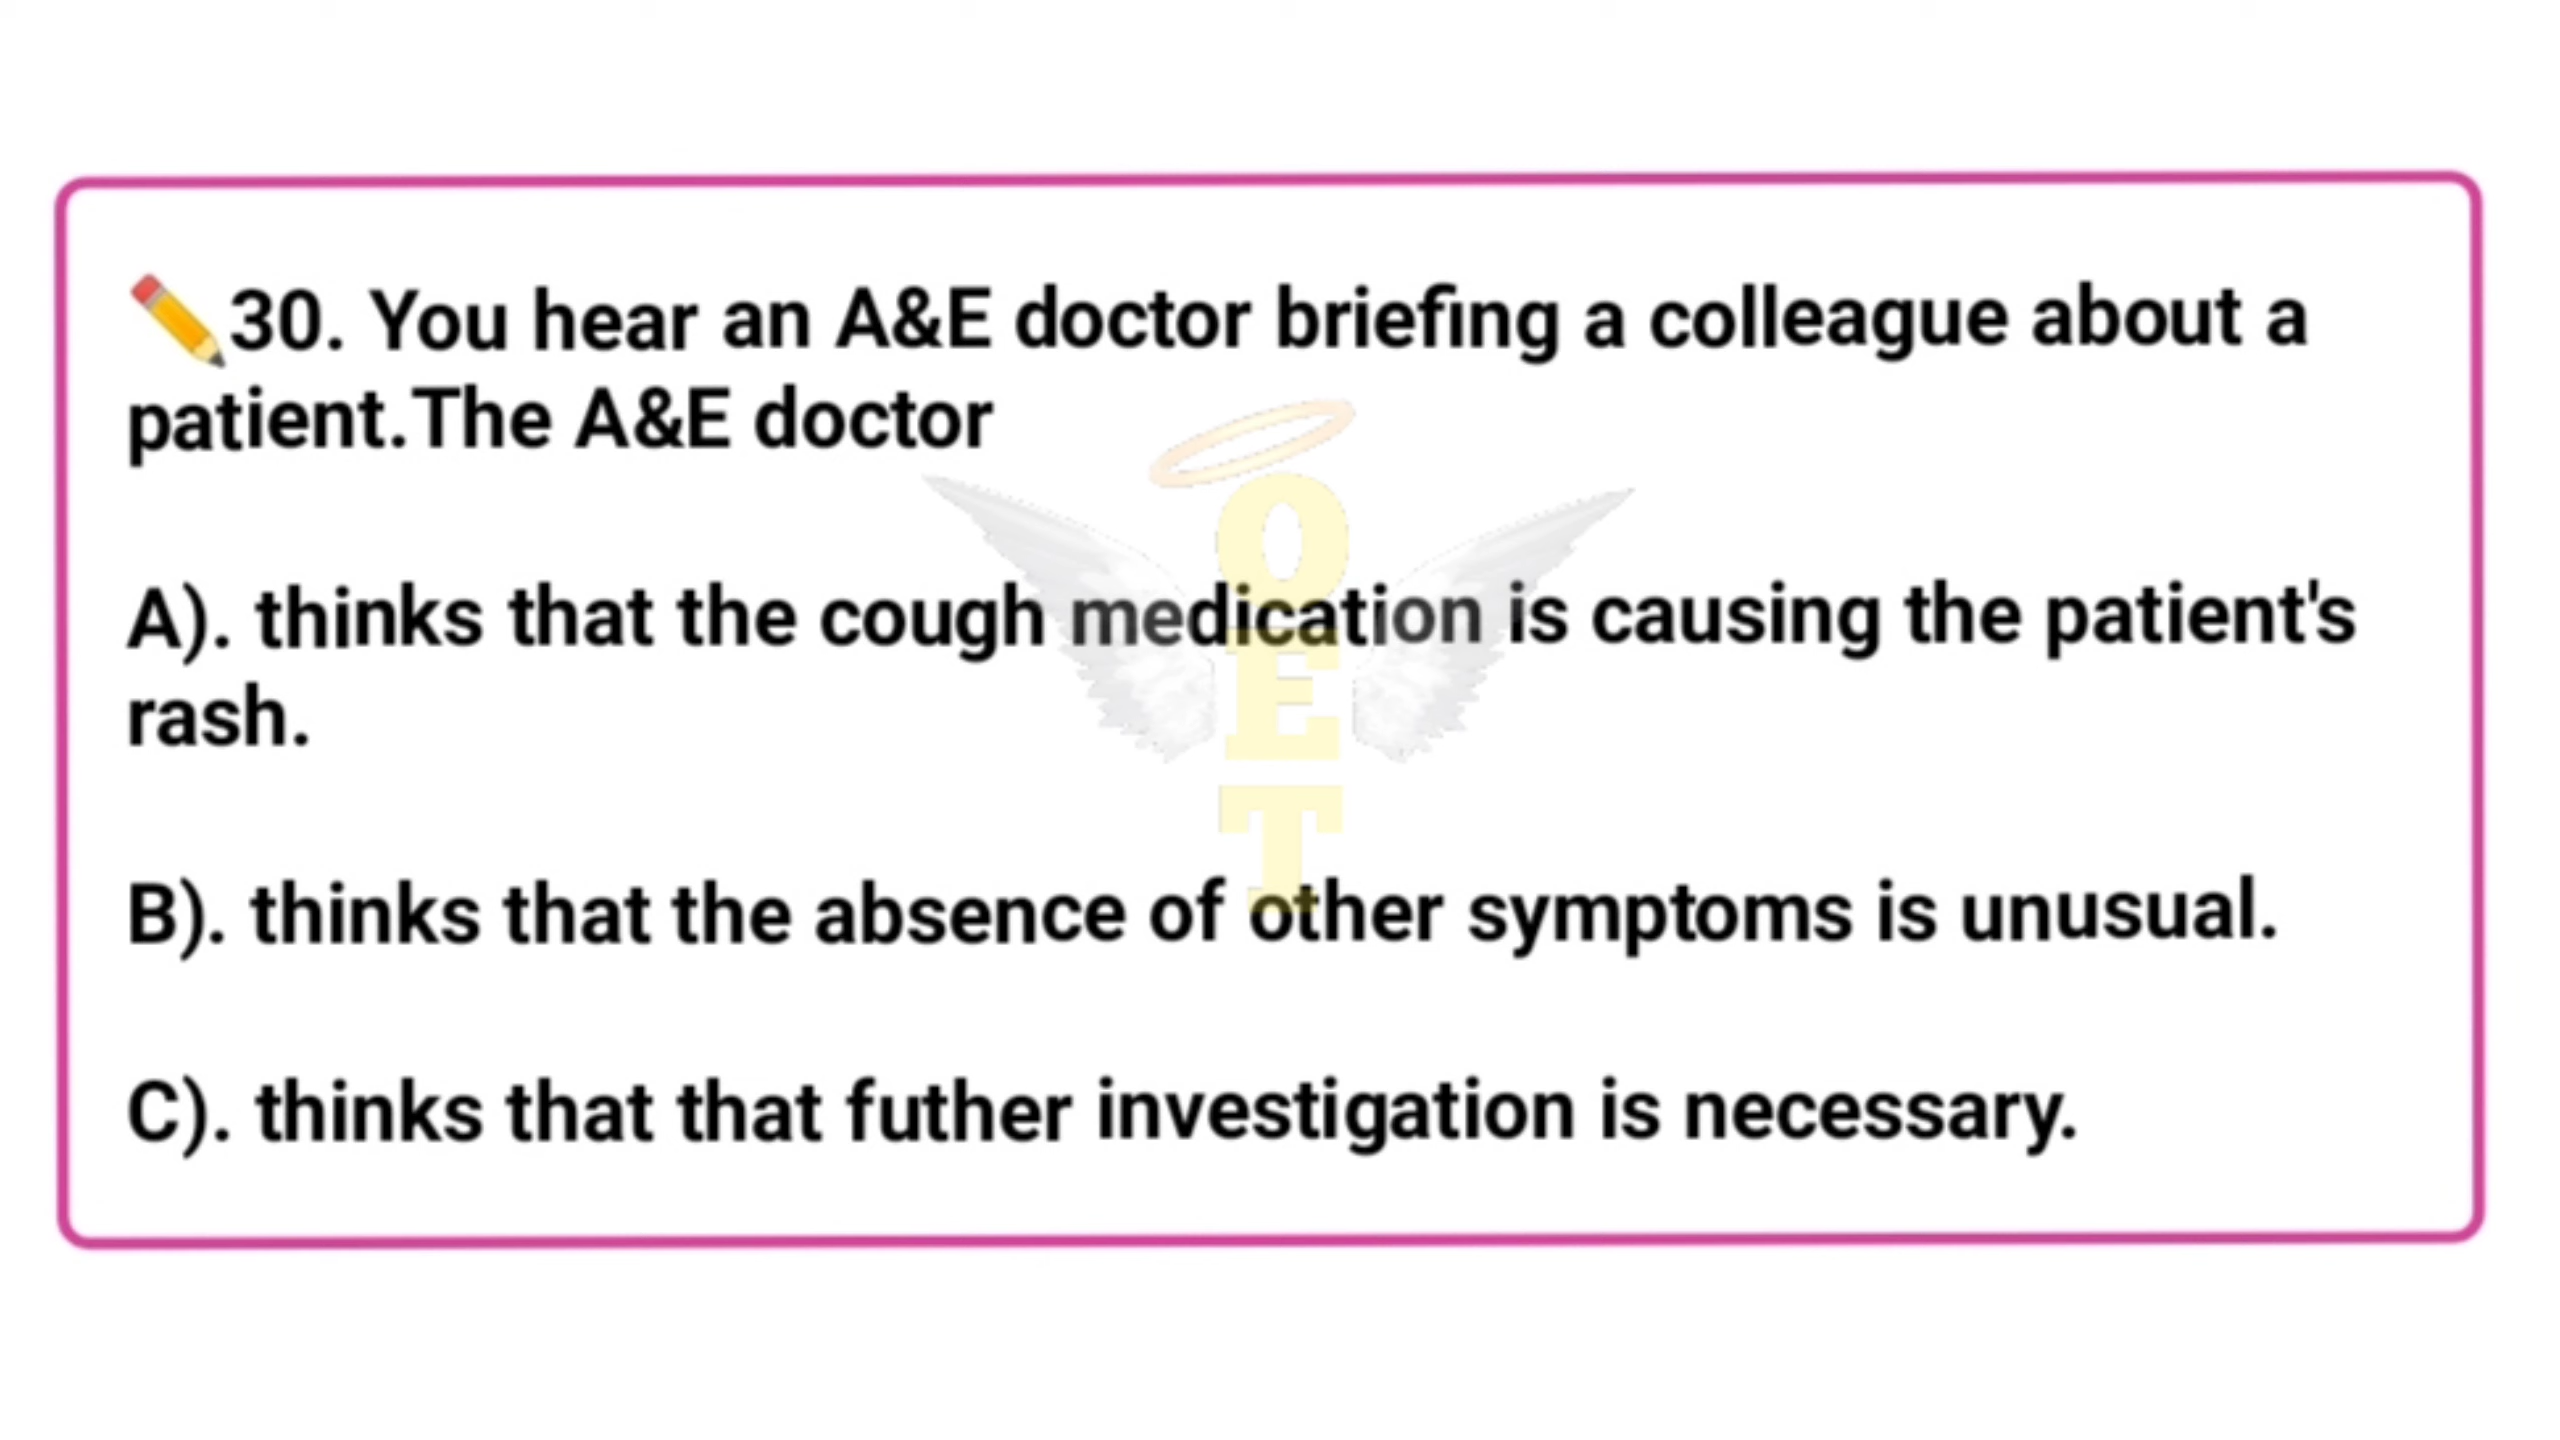 ✏️30. You hear an A&E doctor briefing a colleague about a
patient.The A&E doctor
A). thinks that the cough medication is causing the patient's
rash.
B). thinks that the absence of other symptoms is unusual.
C). thinks that that futher investigation is necessary.
OET